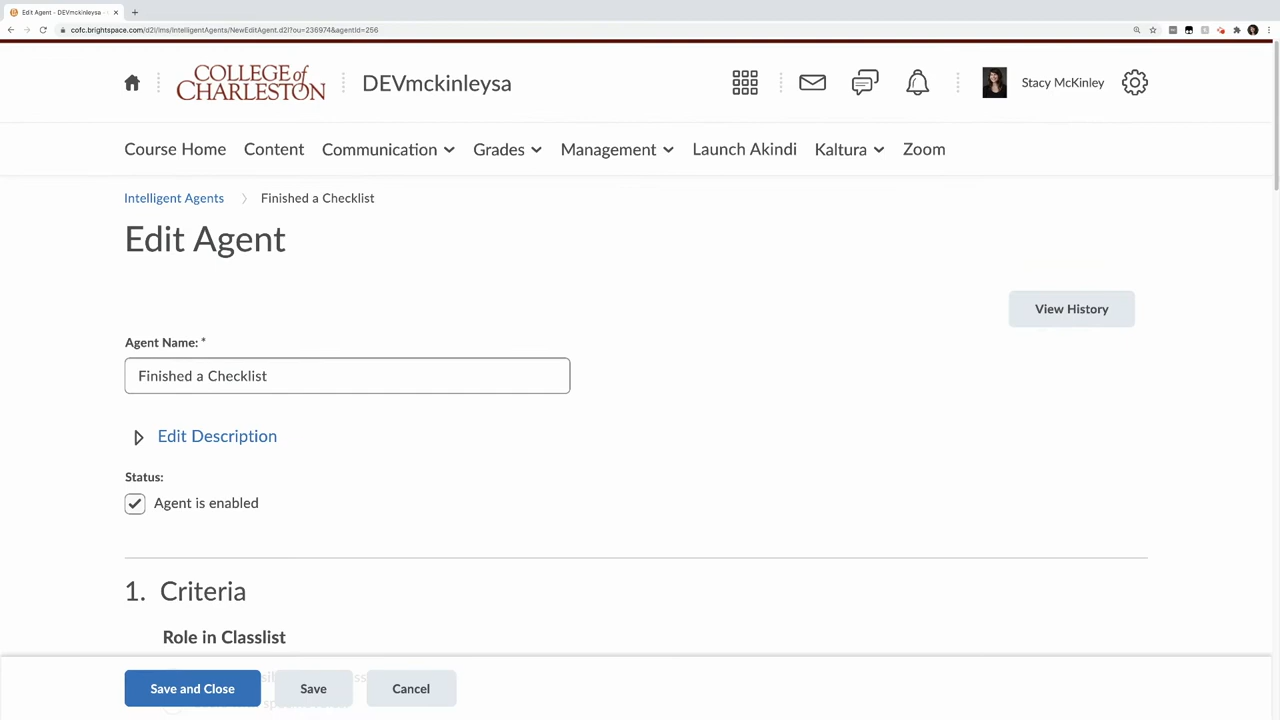 Edit Agent - DEVmckinleysa
cofc.brightspace.com/d2l/lms/IntelligentAgents/NewEditAgent.d2l?ou=236974&agentId=256
COLLEGE of
CHARLESTON
DEVmckinleysa
Stacy McKinley
Course Home
Content
Communication
Grades
Management
Launch Akindi
Kaltura
Zoom
Intelligent Agents
Finished a Checklist
Edit Agent
View History
Agent Name: *
Finished a Checklist
Edit Description
Status:
Agent is enabled
1. Criteria
Role in Classlist
Save and Close
Save
Cancel